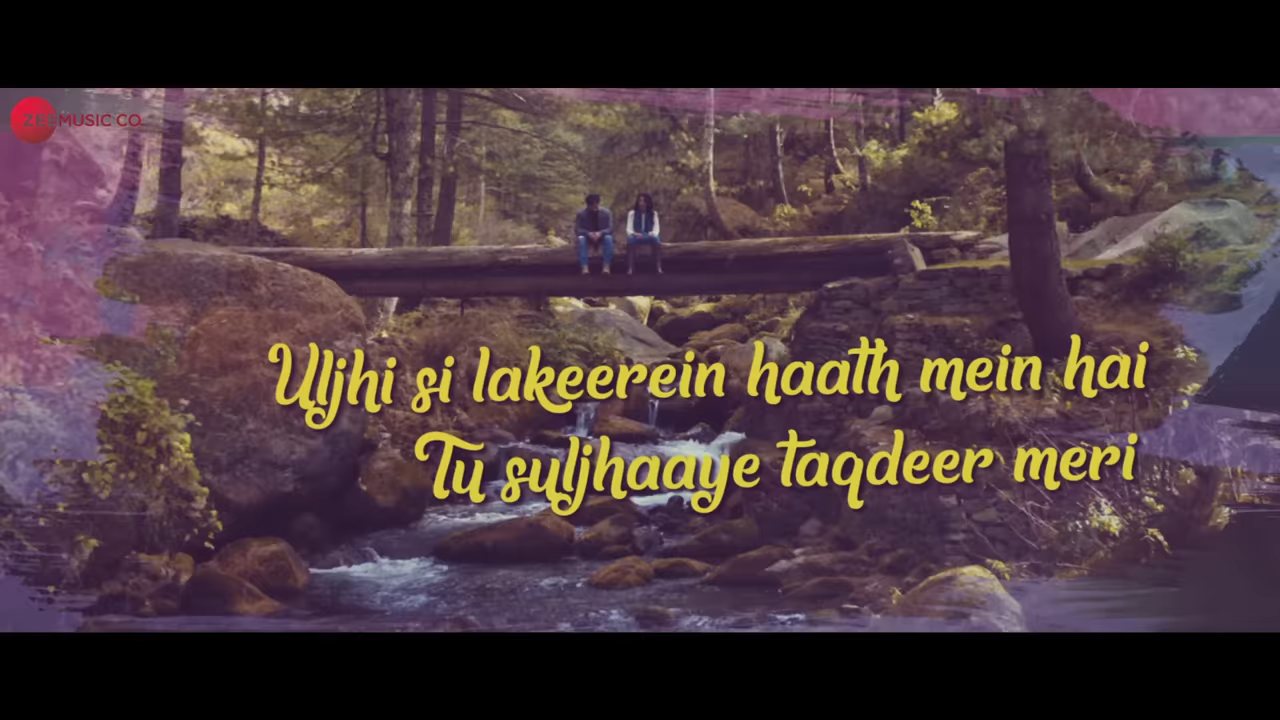 ZEE MUSIC CO.
Uljhi si lakeerein haath mein hai
Tu suljhaaye taqdeer meri